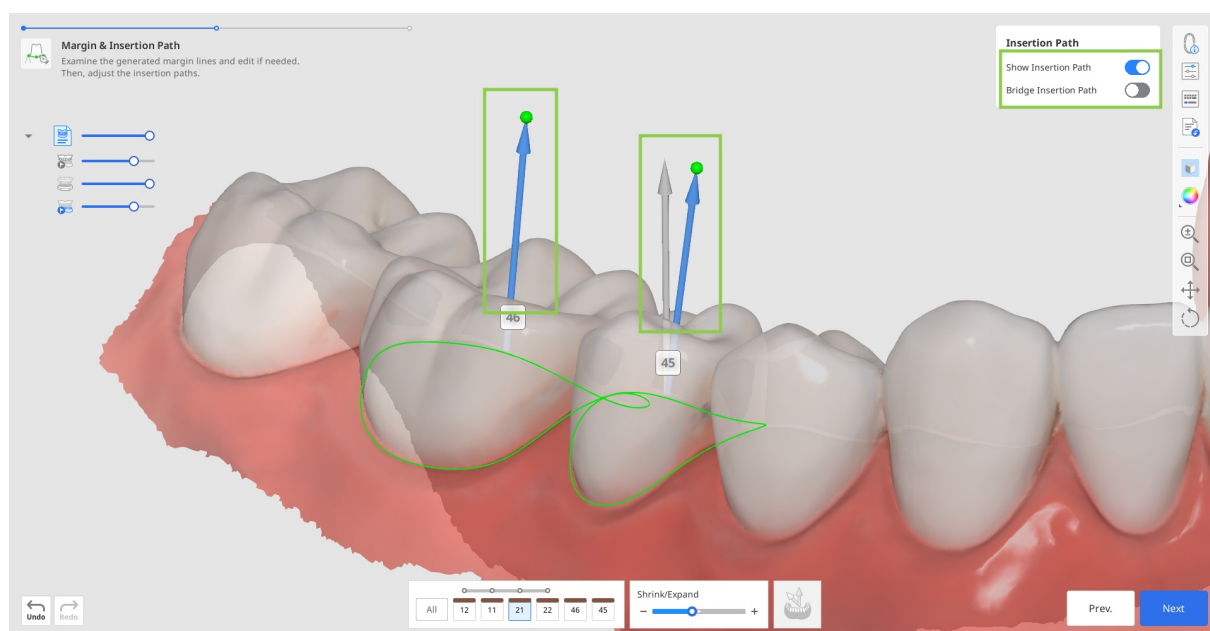 Margin & Insertion Path
Examine the generated margin lines and edit if needed.
Then, adjust the insertion paths.
Insertion Path
Show Insertion Path
Bridge Insertion Path
46
45
Undo
Redo
All
12
11
21
22
46
45
Shrink/Expand
Prev.
Next